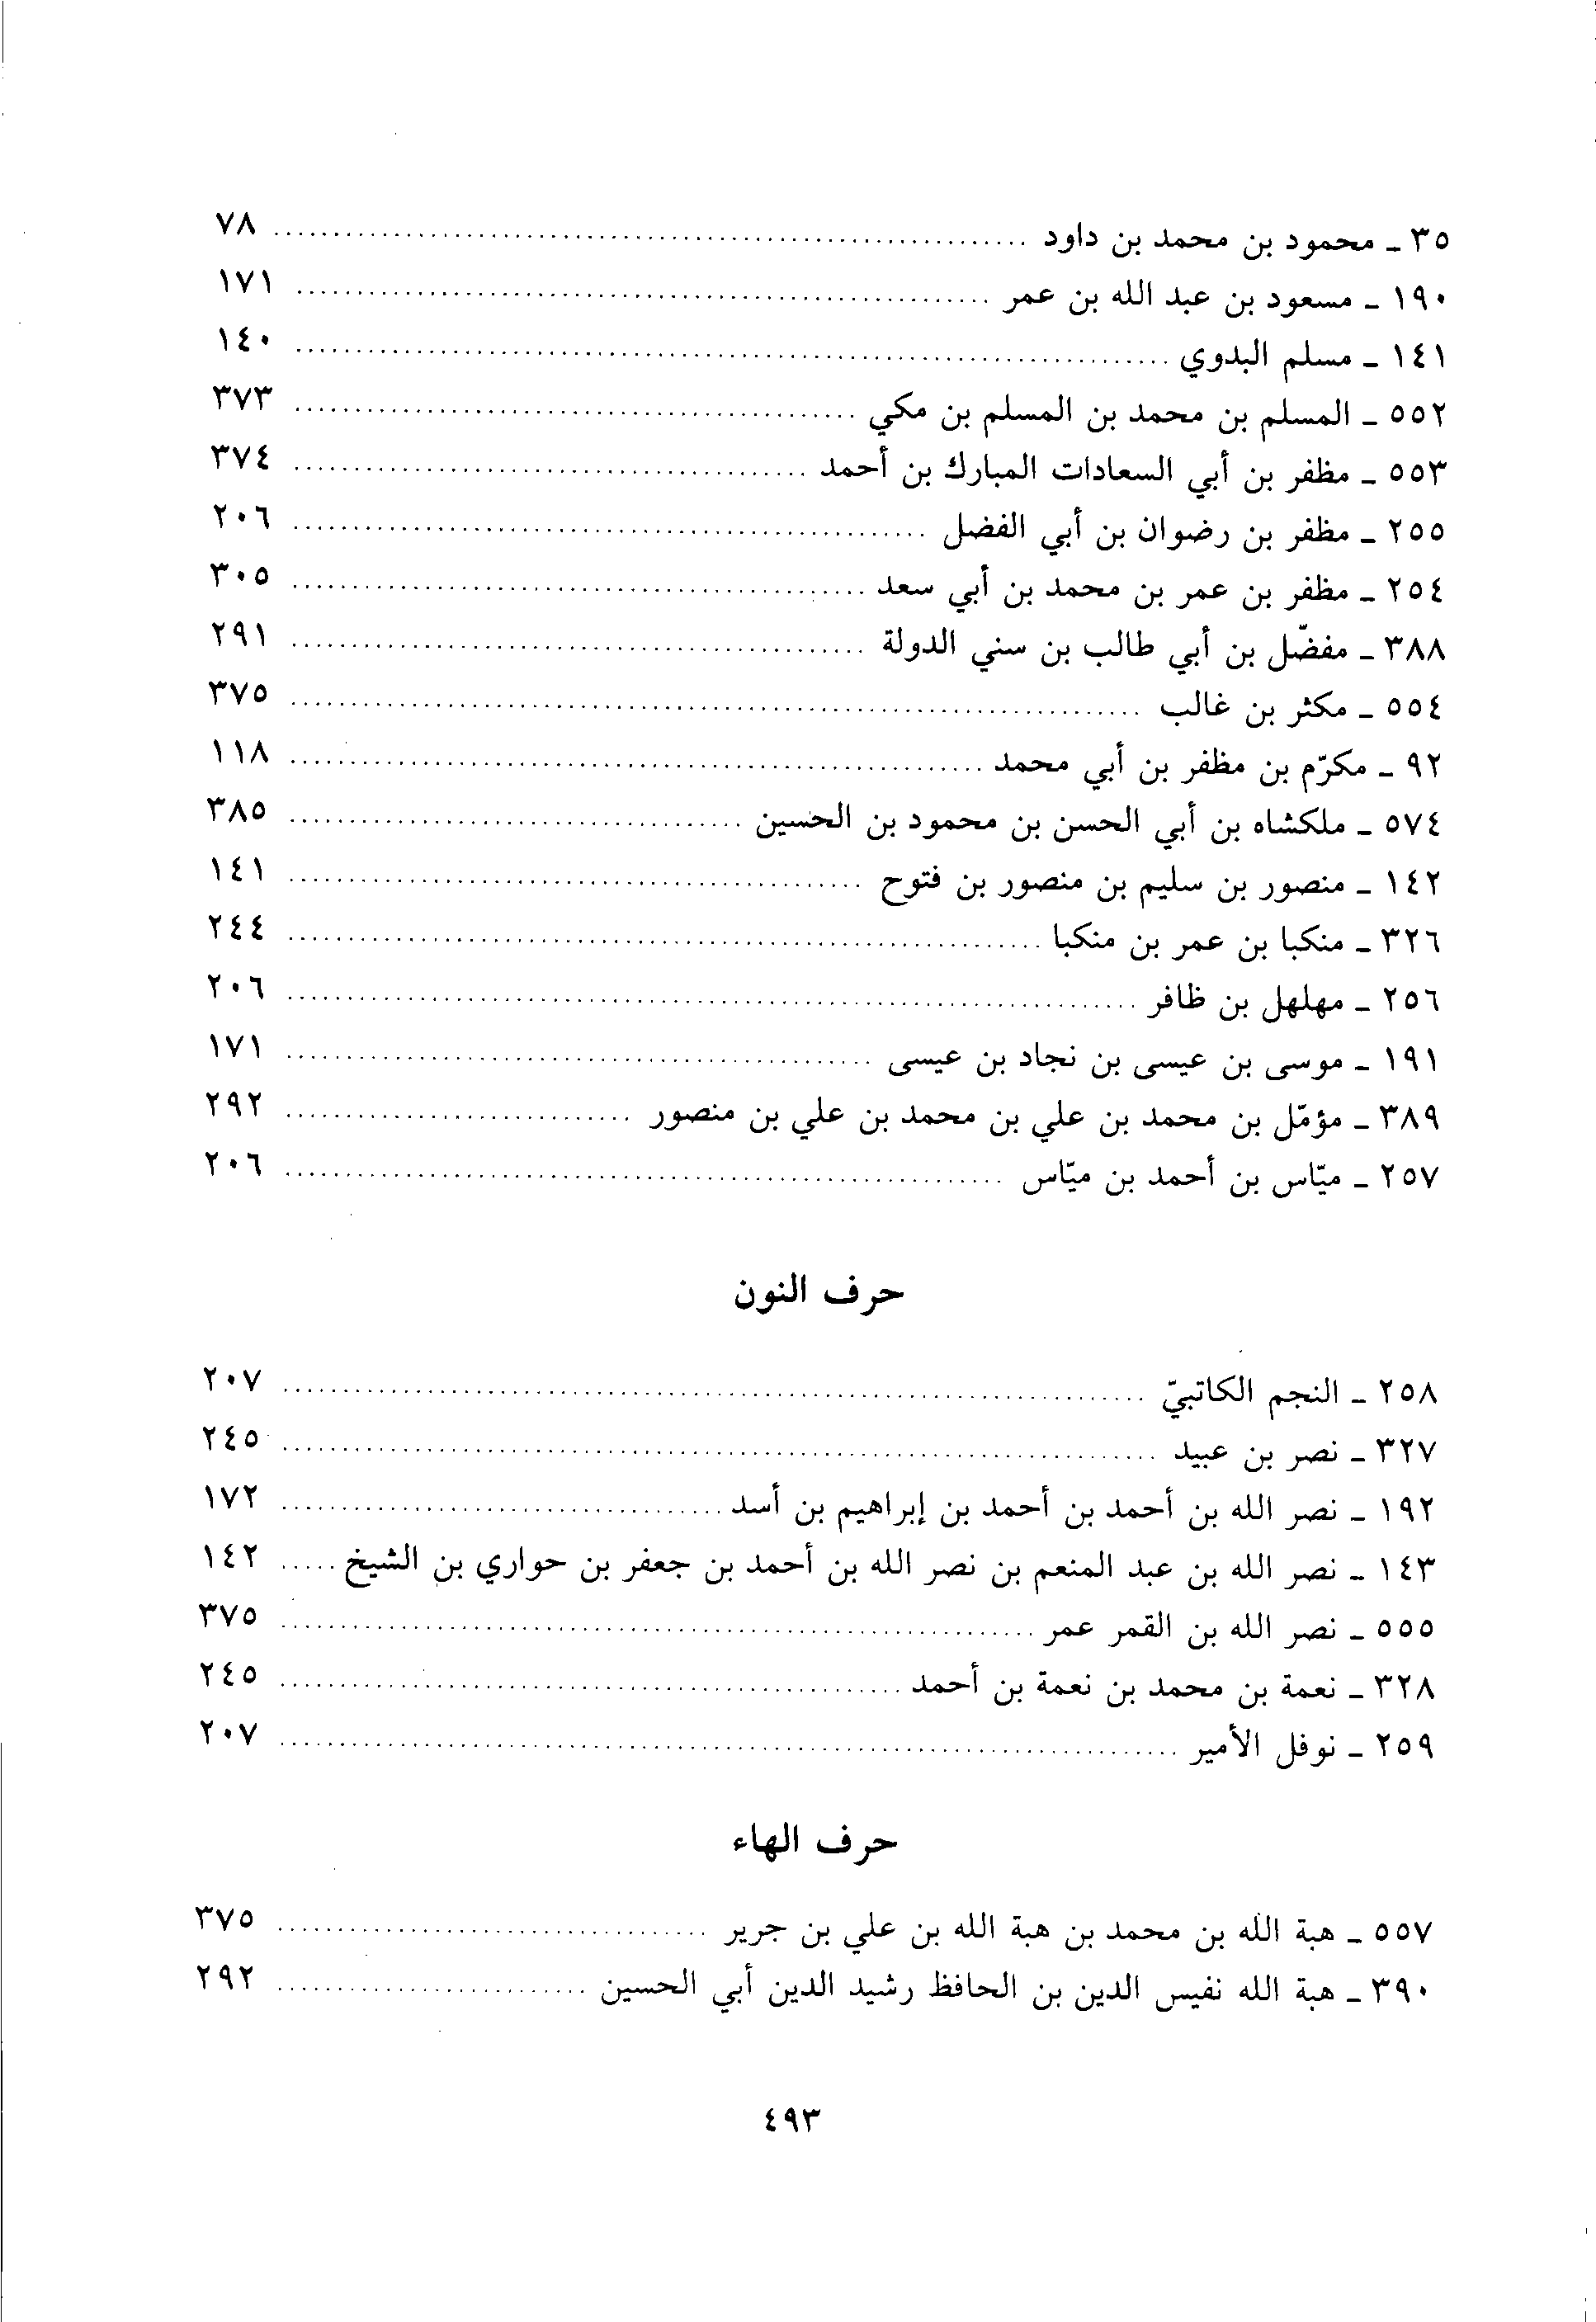 ٣٥ ـ محمود بن محمد بن داود ................ ٧٨
١٩٠ ـ مسعود بن عبد الله بن عمر ................ ١٧١
١٤١ ـ مسلم البدوي ................ ١٤٠
٥٥٢ ـ المسلم بن محمد بن المسلم بن مكي ................ ٣٧٣
٥٥٣ ـ مظفر بن أبي السعادات المبارك بن أحمد ................ ٣٧٤
٢٥٥ ـ مظفر بن رضوان بن أبي الفضل ................ ٢٠٦
٢٥٤ ـ مظفر بن عمر بن محمد بن أبي سعد ................ ٣٠٥
٣٨٨ ـ مفضّل بن أبي طالب بن سني الدولة ................ ٢٩١
٥٥٤ ـ مكثر بن غالب ................ ٣٧٥
٩٢ ـ مكرّم بن مظفر بن أبي محمد ................ ١١٨
٥٧٤ ـ ملكشاه بن أبي الحسن بن محمود بن الحسين ................ ٣٨٥
١٤٢ ـ منصور بن سليم بن منصور بن فتوح ................ ١٤١
٣٢٦ ـ منكبا بن عمر بن منكبا ................ ٢٤٤
٢٥٦ ـ مهلهل بن ظافر ................ ٢٠٦
١٩١ ـ موسى بن عيسى بن نجاد بن عيسى ................ ١٧١
٣٨٩ ـ مؤمّل بن محمد بن علي بن محمد بن علي بن منصور ................ ٢٩٢
٢٥٧ ـ ميّاس بن أحمد بن ميّاس ................ ٢٠٦
حرف النون
٢٥٨ ـ النجم الكاتبيّ ................ ٢٠٧
٣٢٧ ـ نصر بن عبيد ................ ٢٤٥
١٩٢ ـ نصر الله بن أحمد بن أحمد بن إبراهيم بن أسد ................ ١٧٢
١٤٣ ـ نصر الله بن عبد المنعم بن نصر الله بن أحمد بن جعفر بن حواري بن الشيخ ..... ١٤٢
٥٥٥ ـ نصر الله بن القمر عمر ................ ٣٧٥
٣٢٨ ـ نعمة بن محمد بن نعمة بن أحمد ................ ٢٤٥
٢٥٩ ـ نوفل الأمير ................ ٢٠٧
حرف الهاء
٥٥٧ ـ هبة الله بن محمد بن هبة الله بن علي بن جرير ................ ٣٧٥
٣٩٠ ـ هبة الله نفيس الدين بن الحافظ رشيد الدين أبي الحسين ................ ٢٩٢
٤٩٣